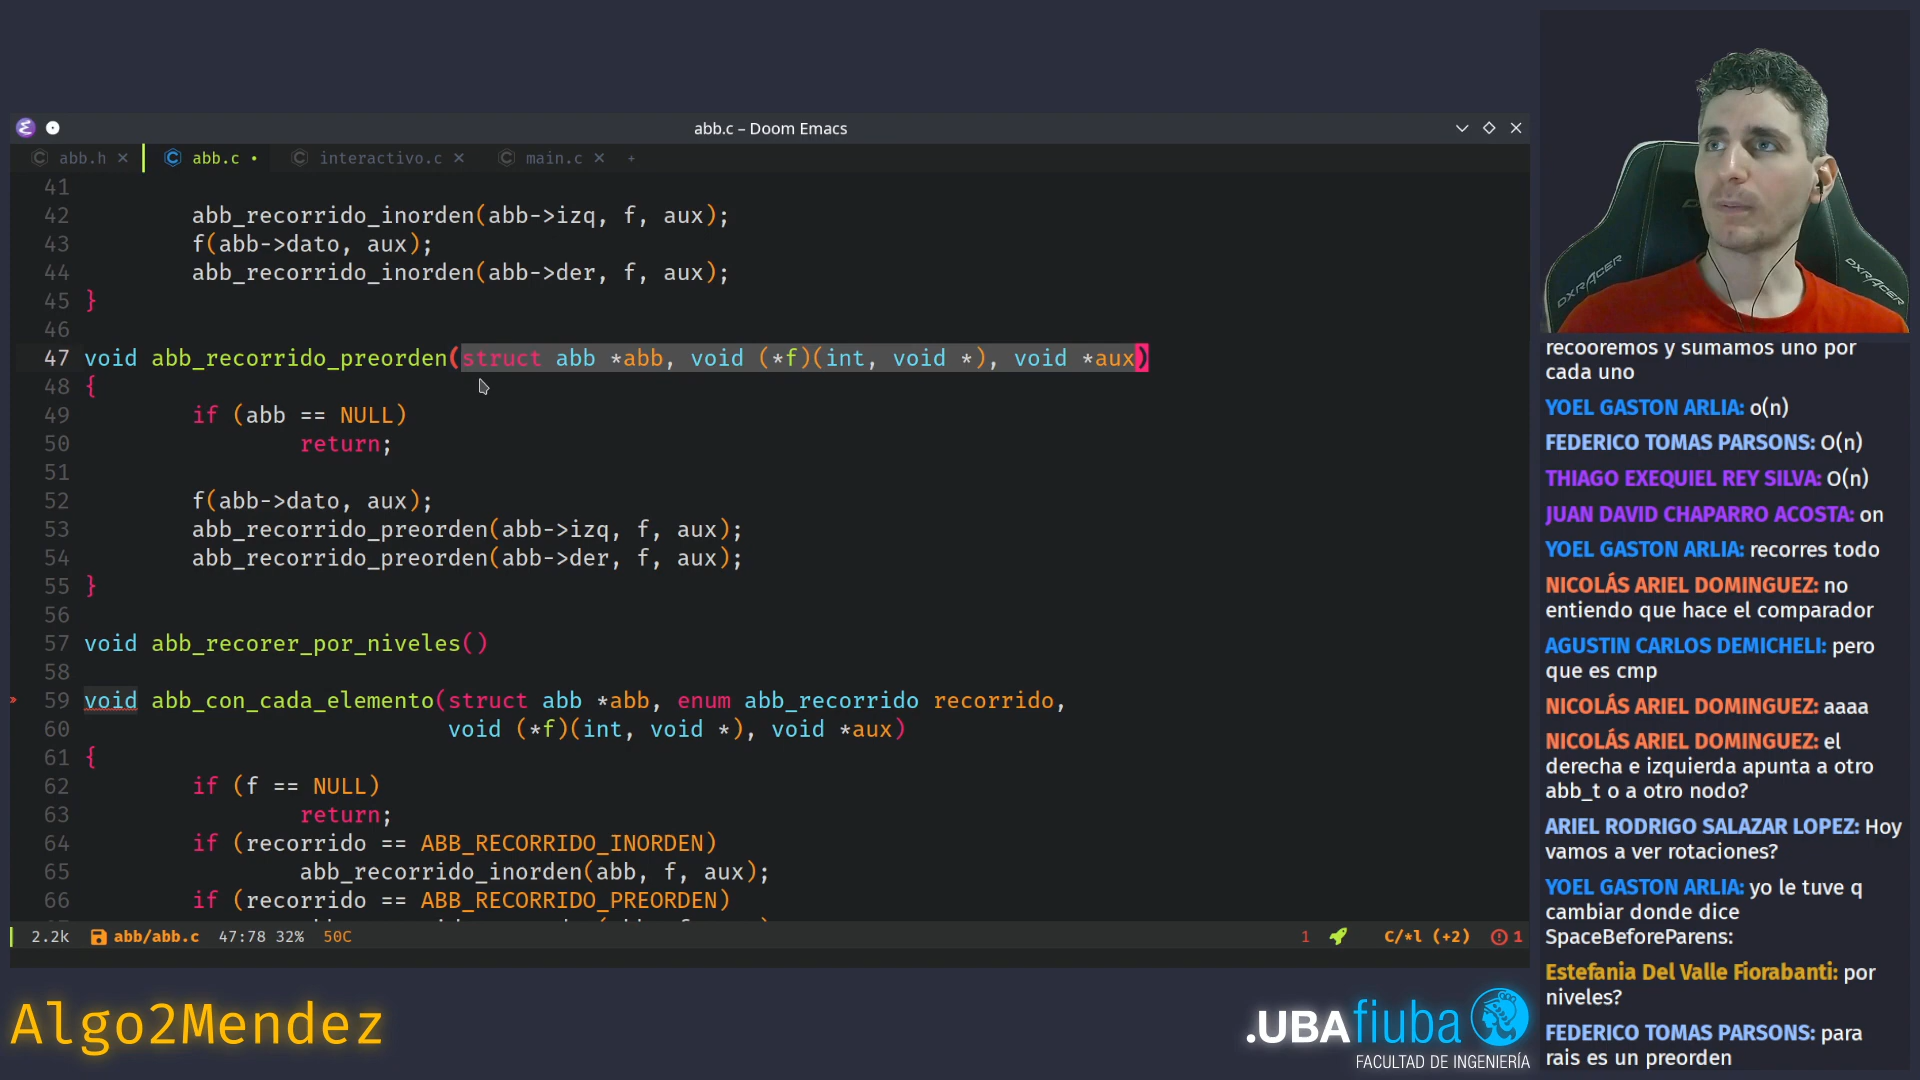 abb.c – Doom Emacs
abb.h abb.c interactivo.c main.c +
41
42 abb_recorrido_inorden(abb->izq, f, aux);
43 f(abb->dato, aux);
44 abb_recorrido_inorden(abb->der, f, aux);
45 }
46
47 void abb_recorrido_preorden(struct abb *abb, void (*f)(int, void *), void *aux)
48 {
49 if (abb == NULL)
50 return;
51
52 f(abb->dato, aux);
53 abb_recorrido_preorden(abb->izq, f, aux);
54 abb_recorrido_preorden(abb->der, f, aux);
55 }
56
57 void abb_recorer_por_niveles()
58
59 void abb_con_cada_elemento(struct abb *abb, enum abb_recorrido recorrido,
60 void (*f)(int, void *), void *aux)
61 {
62 if (f == NULL)
63 return;
64 if (recorrido == ABB_RECORRIDO_INORDEN)
65 abb_recorrido_inorden(abb, f, aux);
66 if (recorrido == ABB_RECORRIDO_PREORDEN)
2.2k abb/abb.c 47:78 32% 50C 1 C/*l (+2) 1
Algo2Mendez
.UBAfiuba
FACULTAD DE INGENIERÍA
DXRACER
DXRACER
recooremos y sumamos uno por
cada uno
YOEL GASTON ARLIA: o(n)
FEDERICO TOMAS PARSONS: O(n)
THIAGO EXEQUIEL REY SILVA: O(n)
JUAN DAVID CHAPARRO ACOSTA: on
YOEL GASTON ARLIA: recorres todo
NICOLÁS ARIEL DOMINGUEZ: no
entiendo que hace el comparador
AGUSTIN CARLOS DEMICHELI: pero
que es cmp
NICOLÁS ARIEL DOMINGUEZ: aaaa
NICOLÁS ARIEL DOMINGUEZ: el
derecha e izquierda apunta a otro
abb_t o a otro nodo?
ARIEL RODRIGO SALAZAR LOPEZ: Hoy
vamos a ver rotaciones?
YOEL GASTON ARLIA: yo le tuve q
cambiar donde dice
SpaceBeforeParens:
Estefania Del Valle Fiorabanti: por
niveles?
FEDERICO TOMAS PARSONS: para
rais es un preorden